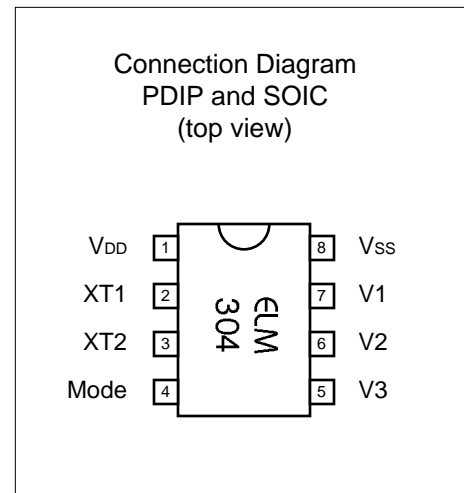 Connection Diagram
PDIP and SOIC
(top view)
VDD 1 8 VSS
XT1 2 7 V1
XT2 3 6 V2
Mode 4 5 V3
ELM
304